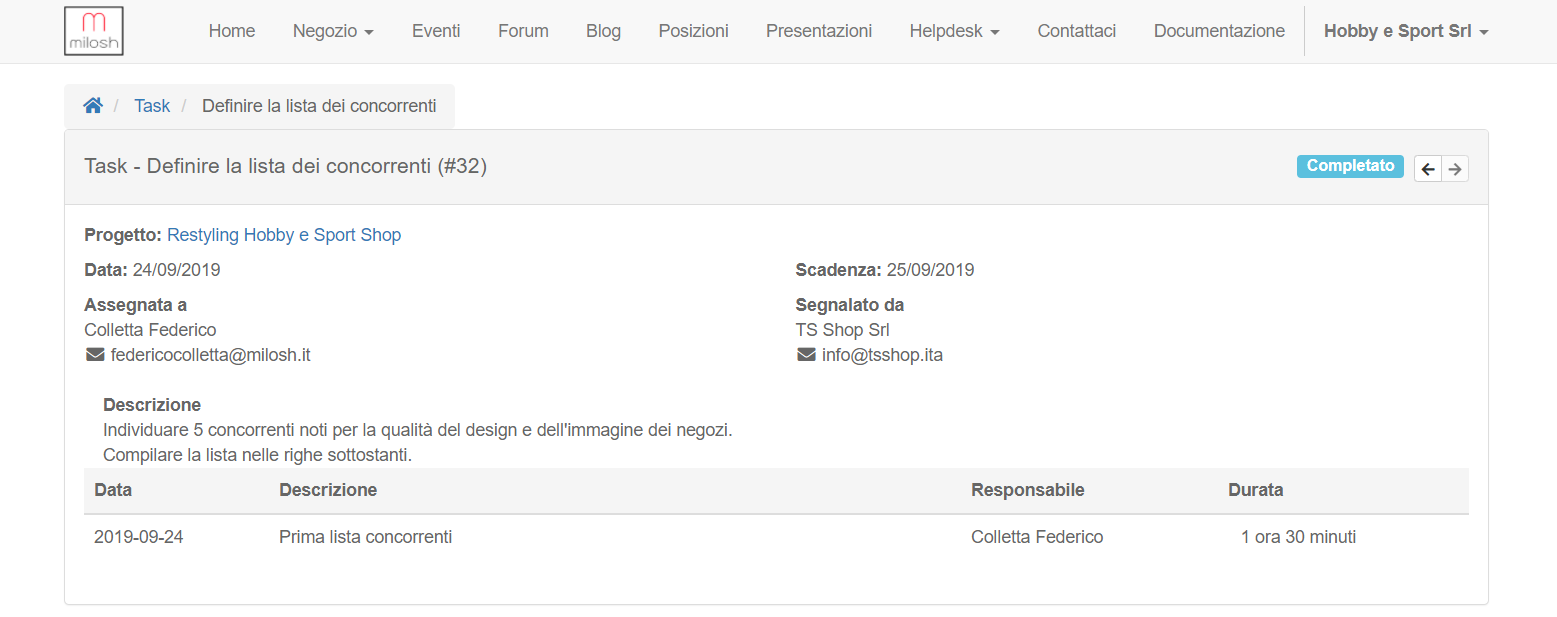 m
milosh
Home Negozio Eventi Forum Blog Posizioni Presentazioni Helpdesk Contattaci Documentazione Hobby e Sport Srl
/ Task / Definire la lista dei concorrenti
Task - Definire la lista dei concorrenti (#32) Completato
Progetto: Restyling Hobby e Sport Shop
Data: 24/09/2019 Scadenza: 25/09/2019
Assegnata a Segnalato da
Colletta Federico TS Shop Srl
federicocolletta@milosh.it info@tsshop.ita
Descrizione
Individuare 5 concorrenti noti per la qualità del design e dell'immagine dei negozi.
Compilare la lista nelle righe sottostanti.
Data Descrizione Responsabile Durata
2019-09-24 Prima lista concorrenti Colletta Federico 1 ora 30 minuti